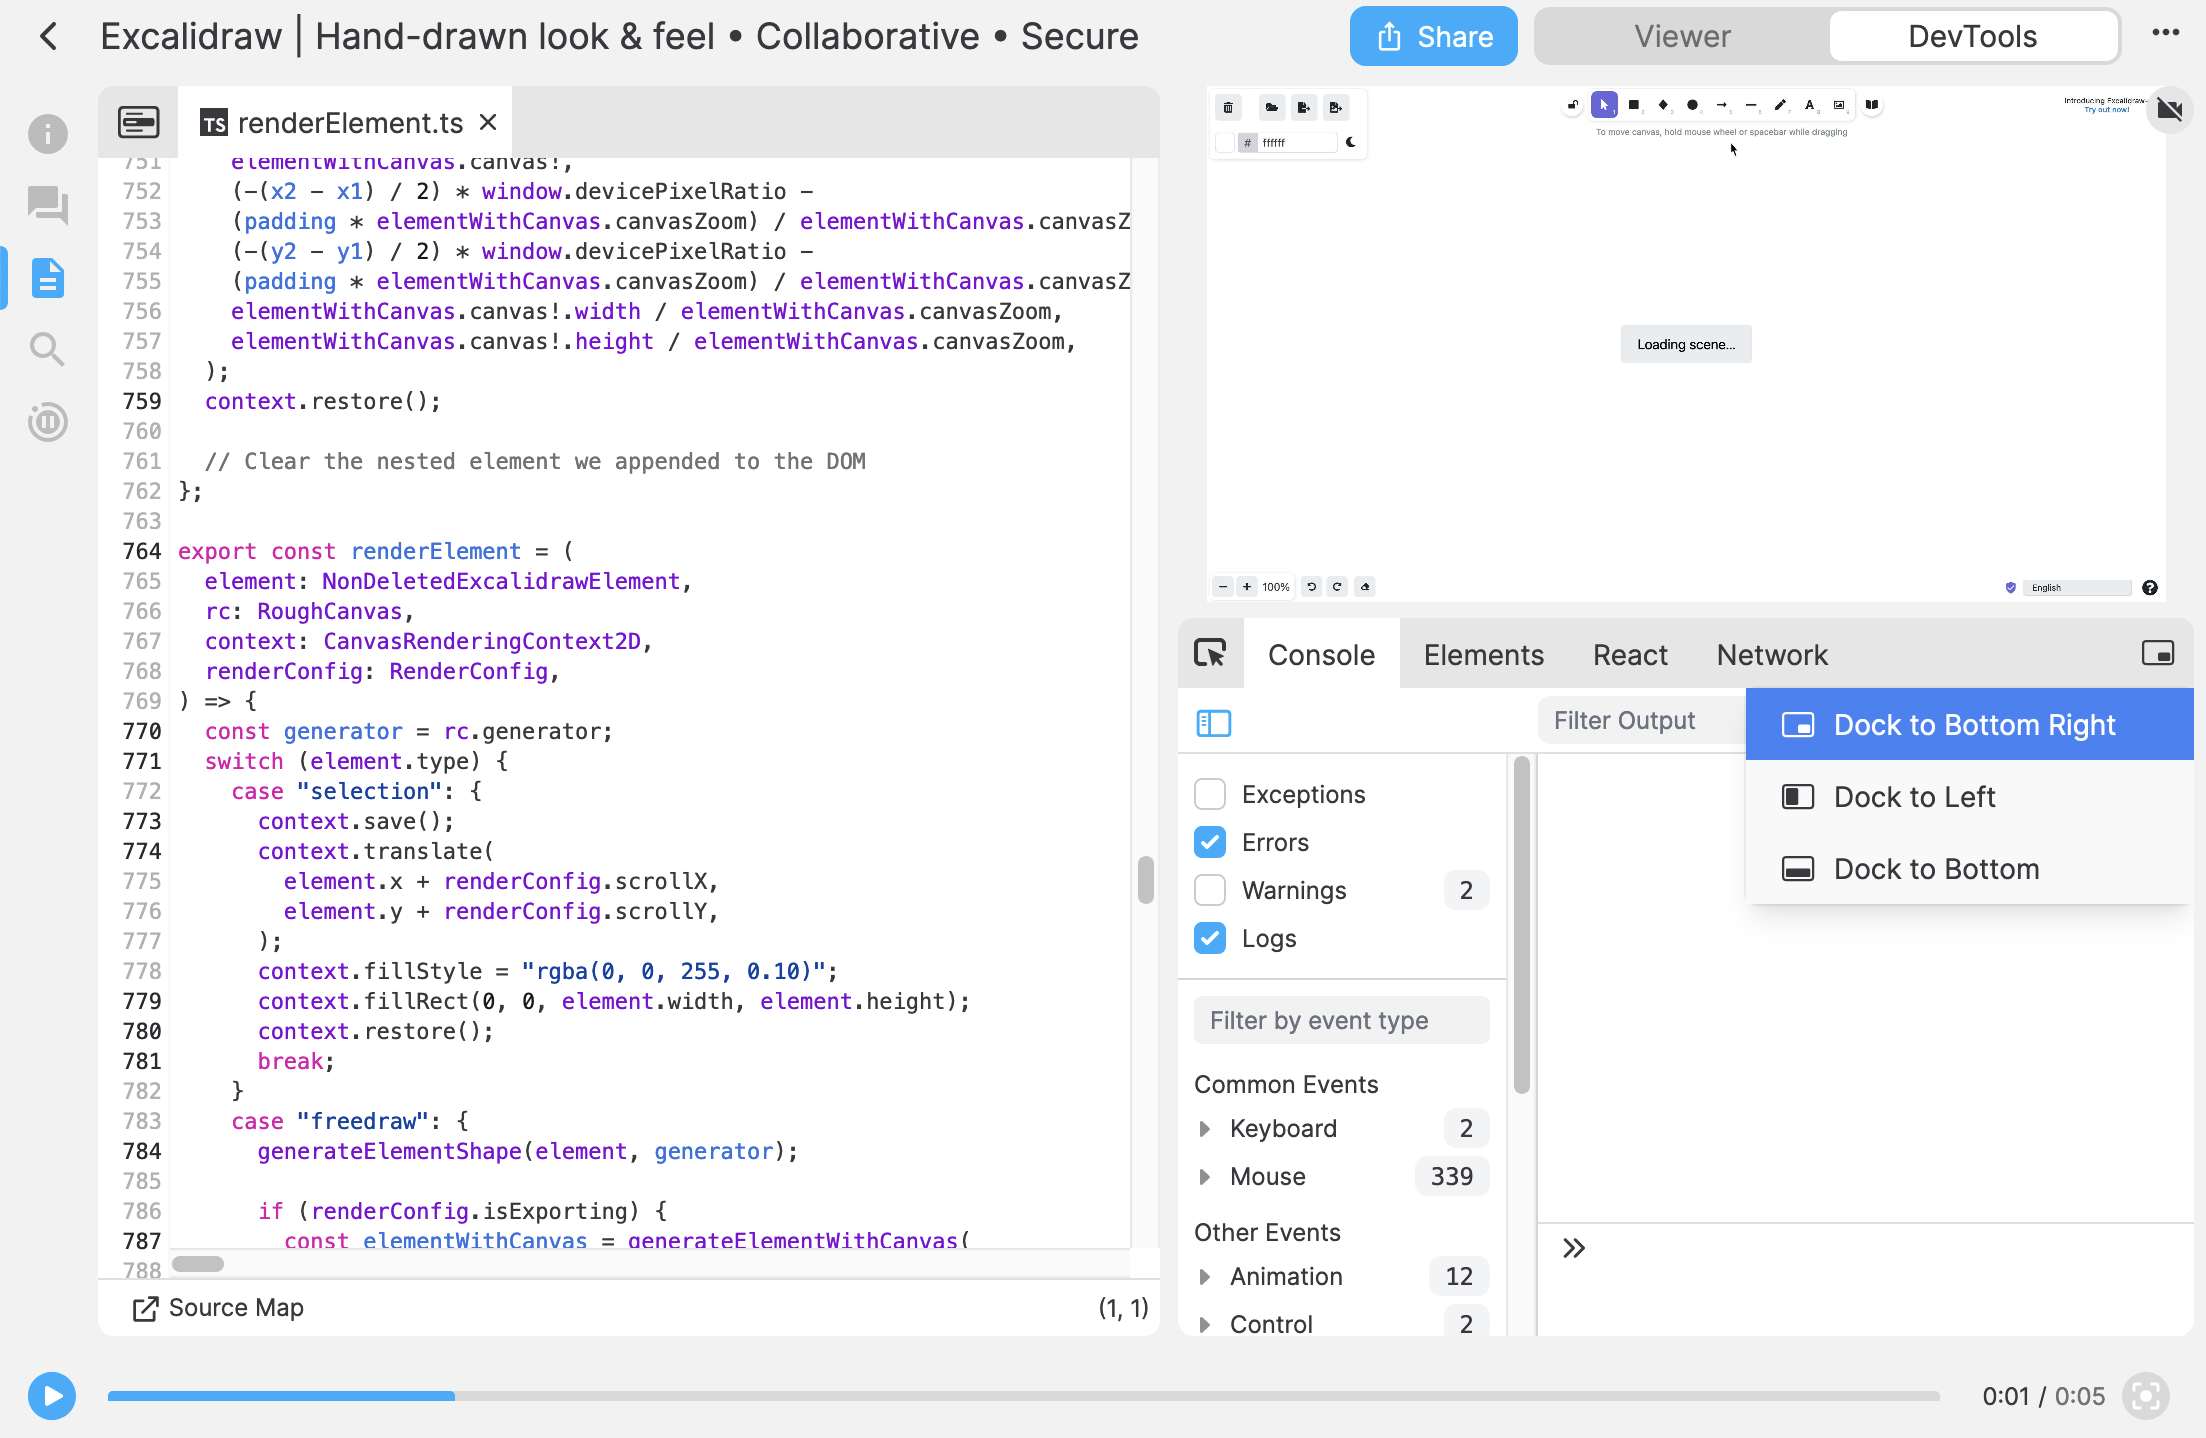 Excalidraw | Hand-drawn look & feel • Collaborative • Secure
Share
Viewer
DevTools
TS renderElement.ts
751 elementWithCanvas.canvas!,
752 (-(x2 - x1) / 2) * window.devicePixelRatio -
753 (padding * elementWithCanvas.canvasZoom) / elementWithCanvas.canvasZ
754 (-(y2 - y1) / 2) * window.devicePixelRatio -
755 (padding * elementWithCanvas.canvasZoom) / elementWithCanvas.canvasZ
756 elementWithCanvas.canvas!.width / elementWithCanvas.canvasZoom,
757 elementWithCanvas.canvas!.height / elementWithCanvas.canvasZoom,
758 );
759 context.restore();
760
761 // Clear the nested element we appended to the DOM
762 };
763
764 export const renderElement = (
765 element: NonDeletedExcalidrawElement,
766 rc: RoughCanvas,
767 context: CanvasRenderingContext2D,
768 renderConfig: RenderConfig,
769 ) => {
770 const generator = rc.generator;
771 switch (element.type) {
772 case "selection": {
773 context.save();
774 context.translate(
775 element.x + renderConfig.scrollX,
776 element.y + renderConfig.scrollY,
777 );
778 context.fillStyle = "rgba(0, 0, 255, 0.10)";
779 context.fillRect(0, 0, element.width, element.height);
780 context.restore();
781 break;
782 }
783 case "freedraw": {
784 generateElementShape(element, generator);
785
786 if (renderConfig.isExporting) {
787 const elementWithCanvas = generateElementWithCanvas(
788
Source Map
(1, 1)
# ffffff
A
To move canvas, hold mouse wheel or spacebar while dragging
Introducing Excalidraw+
Try out now!
Loading scene...
− + 100%
English
?
Console
Elements
React
Network
Filter Output
Dock to Bottom Right
Dock to Left
Dock to Bottom
Exceptions
Errors
Warnings 2
Logs
Filter by event type
Common Events
Keyboard 2
Mouse 339
Other Events
Animation 12
Control 2
0:01 / 0:05